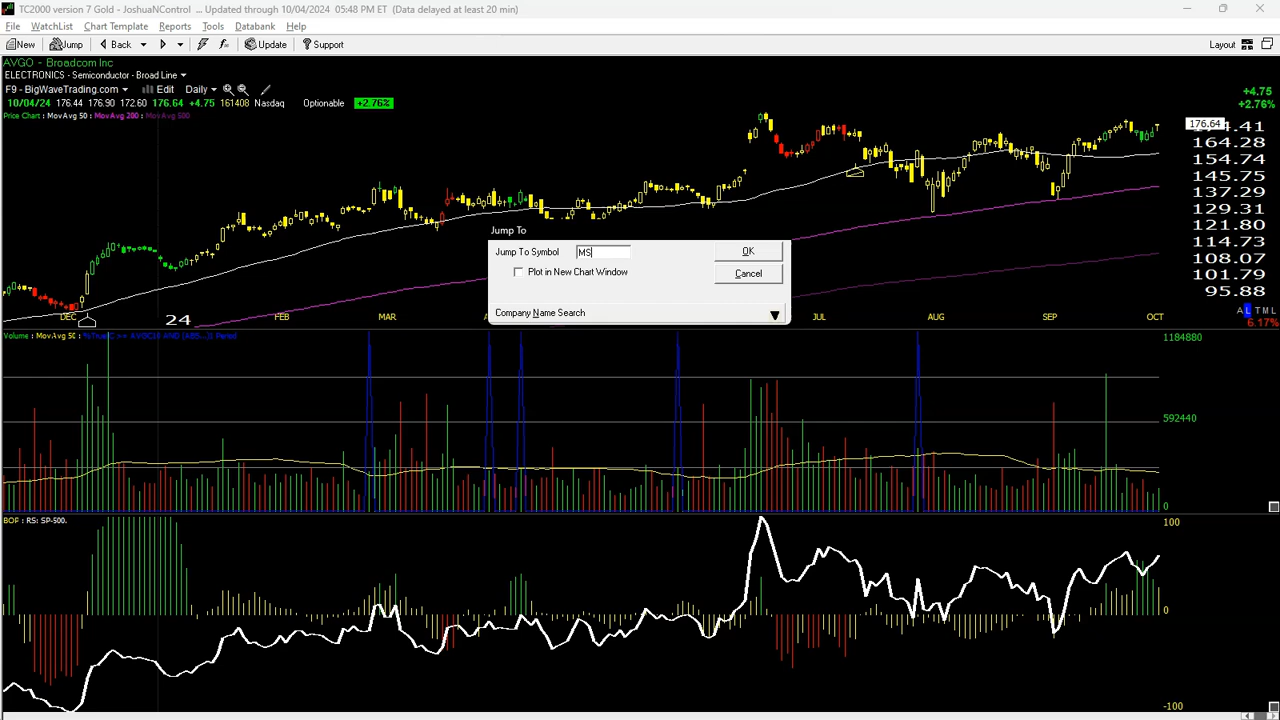 TC2000 version 7 Gold - JoshuaNControl ... Updated through 10/04/2024 05:48 PM ET (Data delayed at least 20 min)
File WatchList Chart Template Reports Tools Databank Help
New Jump Back Update Support Layout
AVGO - Broadcom Inc
ELECTRONICS - Semiconductor - Broad Line
F9 - BigWaveTrading.com Edit Daily
10/04/24 176.44 176.90 172.60 176.64 +4.75 161408 Nasdaq Optionable +2.76%
Price Chart : MovAvg 50 : MovAvg 200 : MovAvg 500
+4.75
+2.76%
176.64
164.28
154.74
145.75
137.29
129.31
121.80
114.73
108.07
101.79
95.88
Jump To
Jump To Symbol MS OK
Plot in New Chart Window Cancel
Company Name Search
DEC 24 FEB MAR JUL AUG SEP OCT
A L T M L
6.17%
Volume : MovAvg 50 :
1184880
592440
0
BOP : RS: SP-500.
100
0
-100